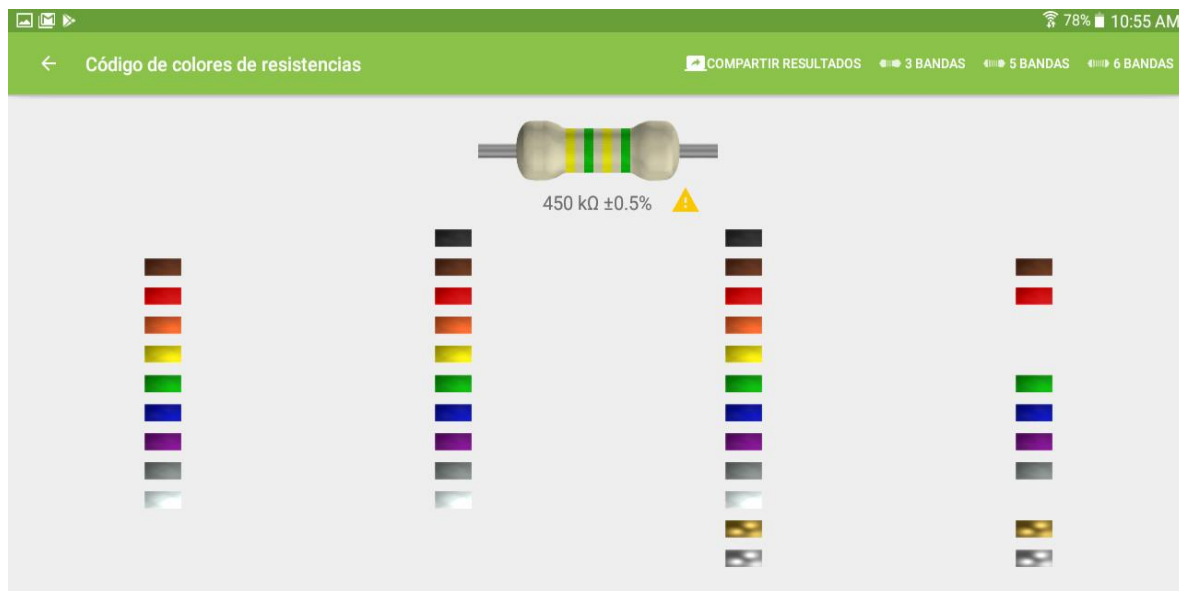 78% 10:55 AM
Código de colores de resistencias
COMPARTIR RESULTADOS 3 BANDAS 5 BANDAS 6 BANDAS
450 kΩ ±0.5%